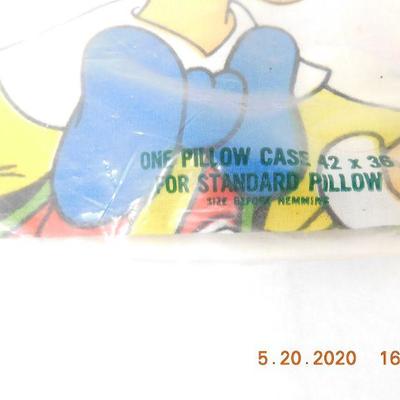 ONE PILLOW CASE 42 x 36
FOR STANDARD PILLOW
SIZE BEFORE HEMMING
5.20.2020 16